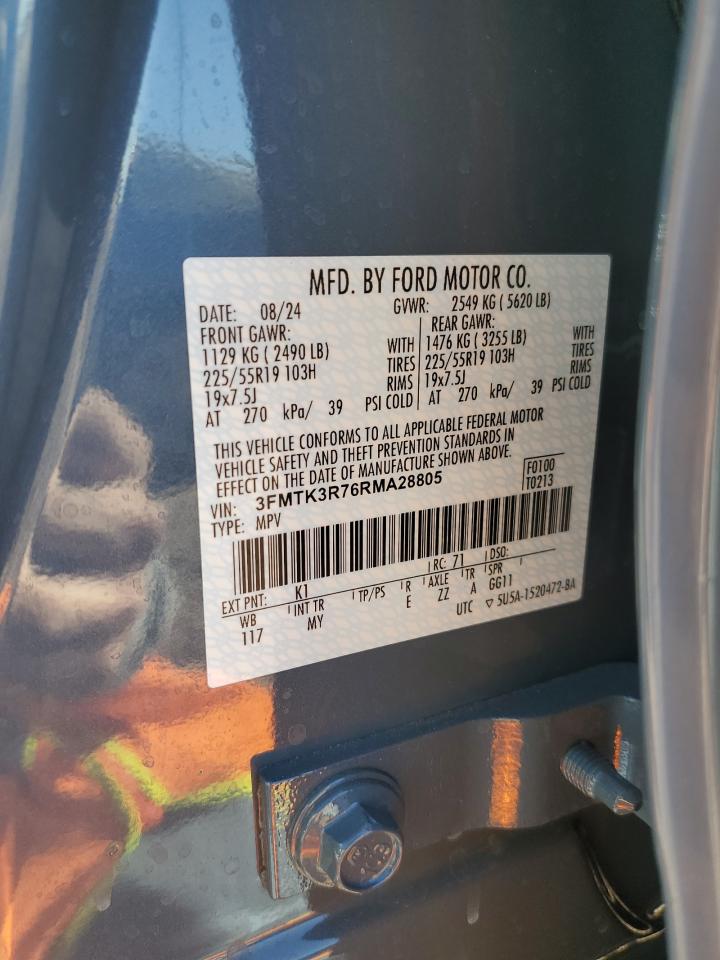 MFD. BY FORD MOTOR CO.
DATE: 08/24 GVWR: 2549 KG ( 5620 LB)
FRONT GAWR: REAR GAWR:
1129 KG ( 2490 LB) WITH 1476 KG ( 3255 LB) WITH
225/55R19 103H TIRES 225/55R19 103H TIRES
19x7.5J RIMS 19x7.5J RIMS
AT 270 kPa/ 39 PSI COLD AT 270 kPa/ 39 PSI COLD
THIS VEHICLE CONFORMS TO ALL APPLICABLE FEDERAL MOTOR
VEHICLE SAFETY AND THEFT PREVENTION STANDARDS IN
EFFECT ON THE DATE OF MANUFACTURE SHOWN ABOVE.
VIN: 3FMTK3R76RMA28805 F0100
TYPE: MPV T0213
EXT PNT: K1 RC: 71 DSO:
WB INT TR TP/PS R AXLE TR SPR
117 MY E ZZ A GG11
UTC ▽ 5U5A-1520472-BA